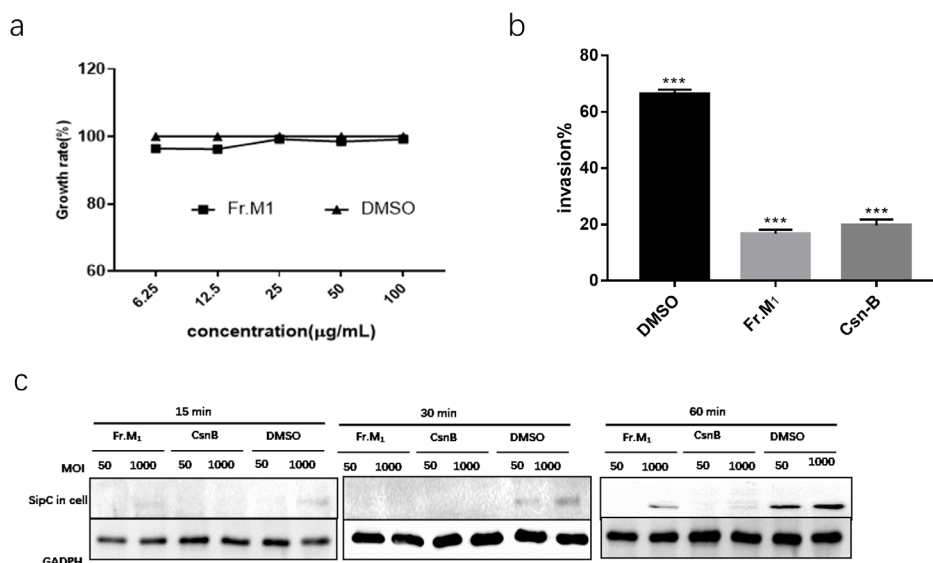 a
120
100
80
60
Growth rate(%)
Fr.M1
DMSO
6.25
12.5
25
50
100
concentration(μg/mL)
b
80
60
40
20
0
invasion%
***
***
***
DMSO
Fr.M1
Csn-B
c
15 min
30 min
60 min
Fr.M₁ CsnB DMSO
Fr.M₁ CsnB DMSO
Fr.M₁ CsnB DMSO
MOI 50 1000 50 1000 50 1000
50 1000 50 1000 50 1000
50 1000 50 1000 50 1000
SipC in cell
GADPH